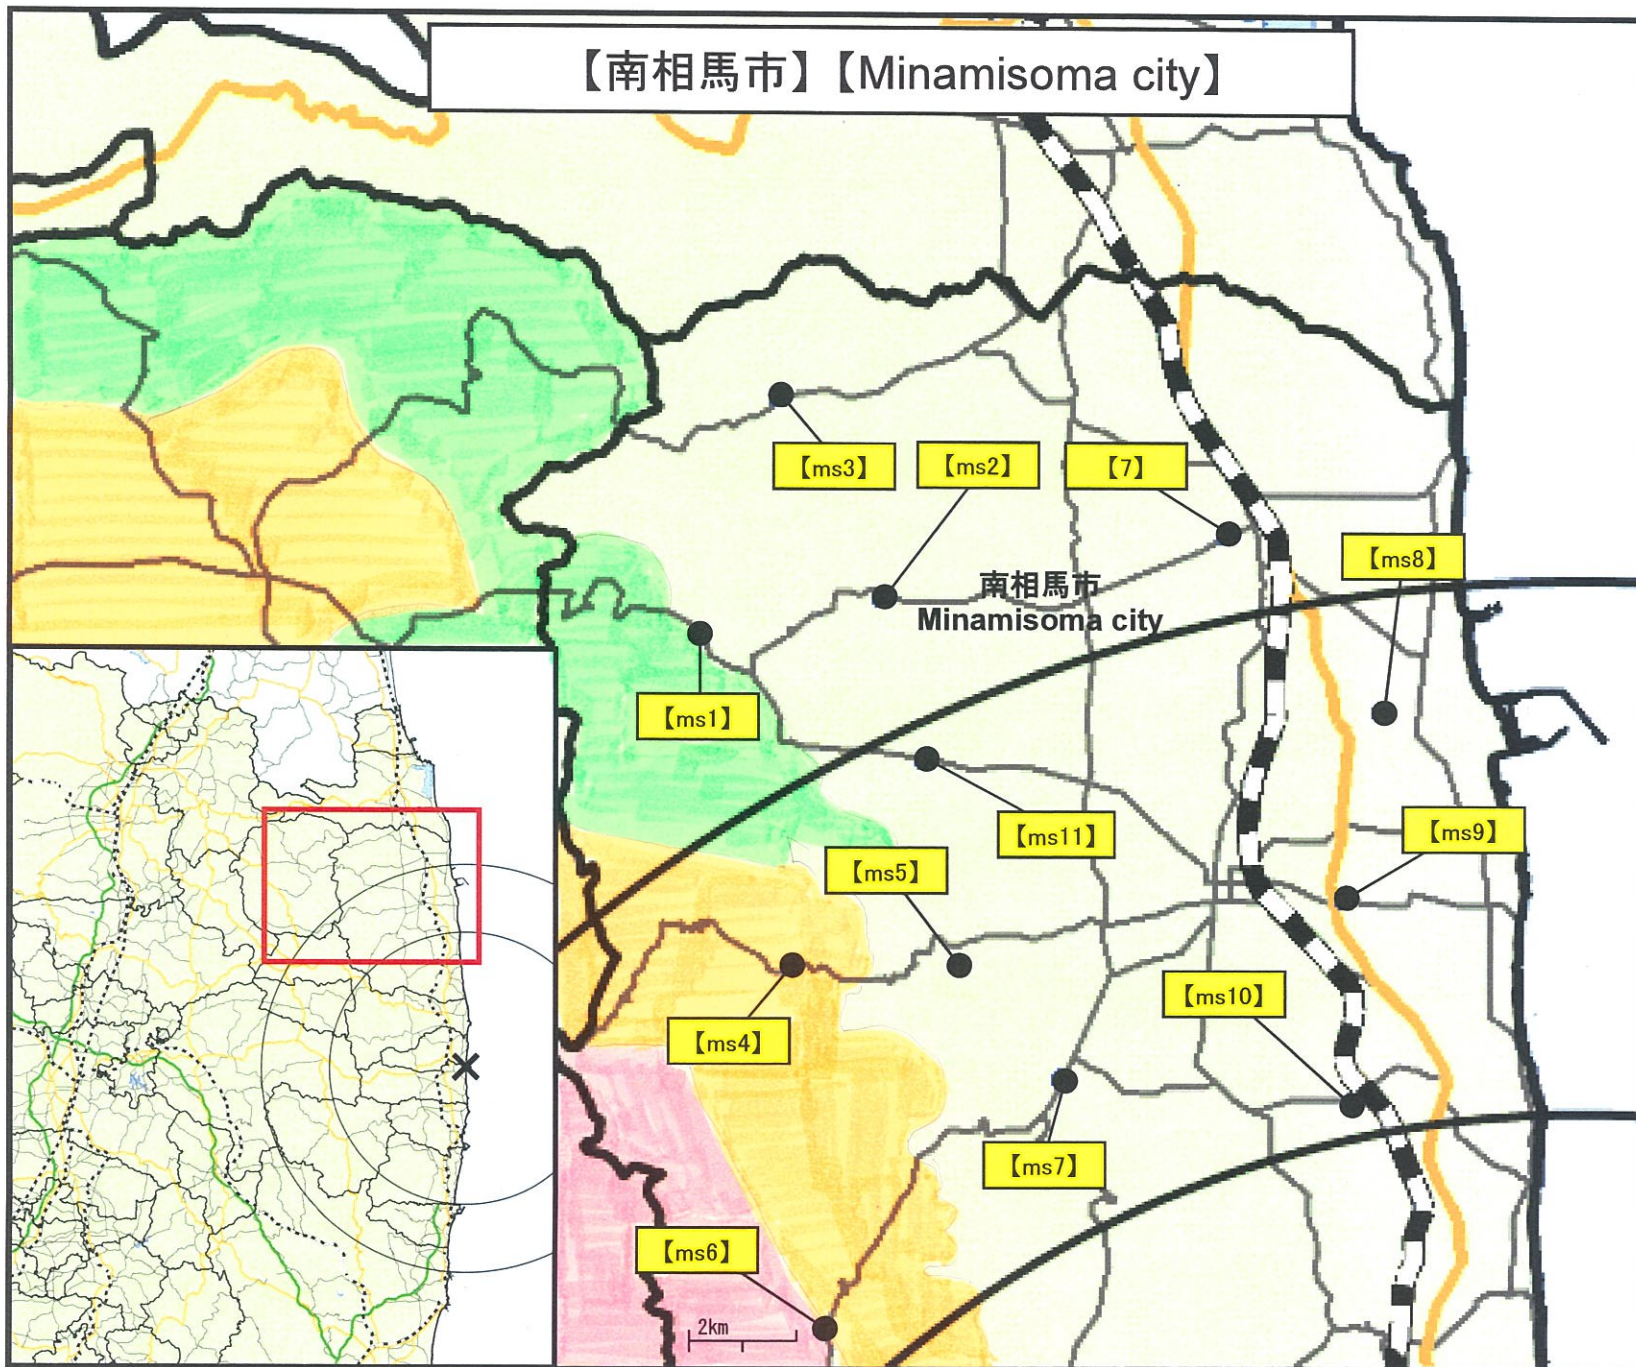 【南相馬市】【Minamisoma city】
【ms3】
【ms2】
【7】
【ms8】
南相馬市
Minamisoma city
【ms1】
【ms11】
【ms9】
【ms5】
【ms10】
【ms4】
【ms7】
【ms6】
2km